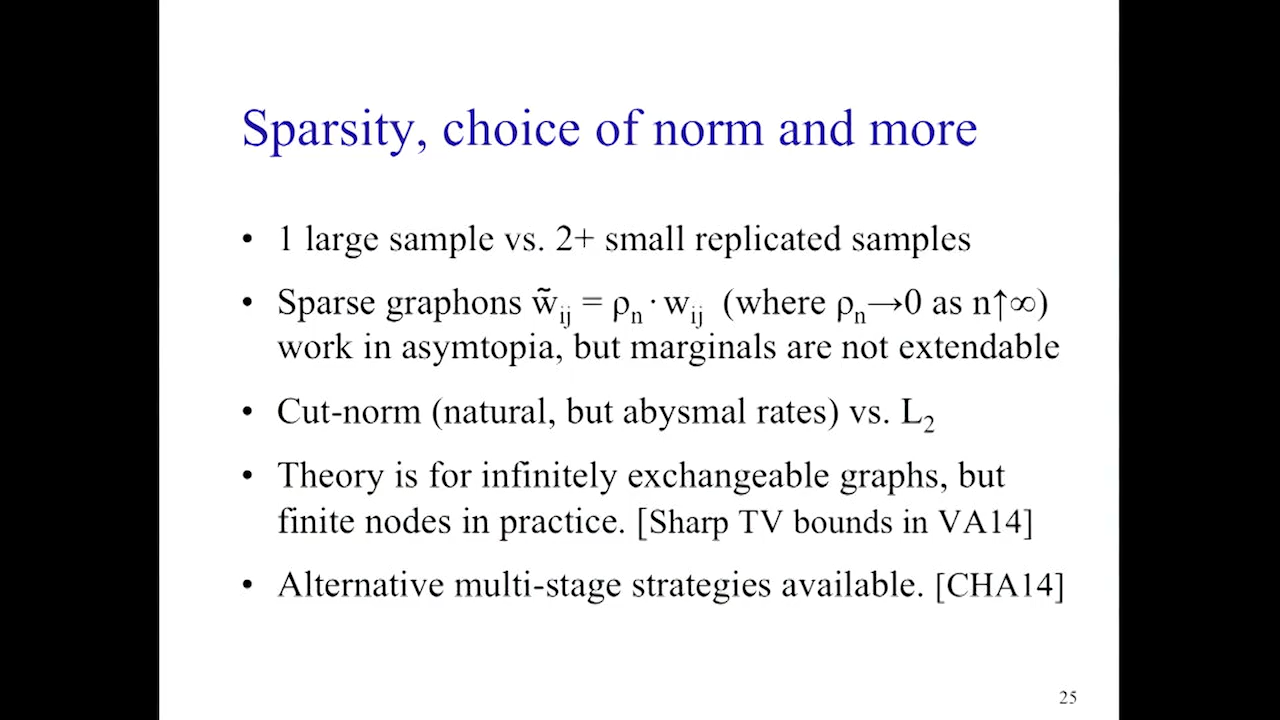 Sparsity, choice of norm and more
• 1 large sample vs. 2+ small replicated samples
• Sparse graphons w̃ij = ρn · wij (where ρn→0 as n↑∞)
work in asymtopia, but marginals are not extendable
• Cut-norm (natural, but abysmal rates) vs. L2
• Theory is for infinitely exchangeable graphs, but
finite nodes in practice. [Sharp TV bounds in VA14]
• Alternative multi-stage strategies available. [CHA14]
25